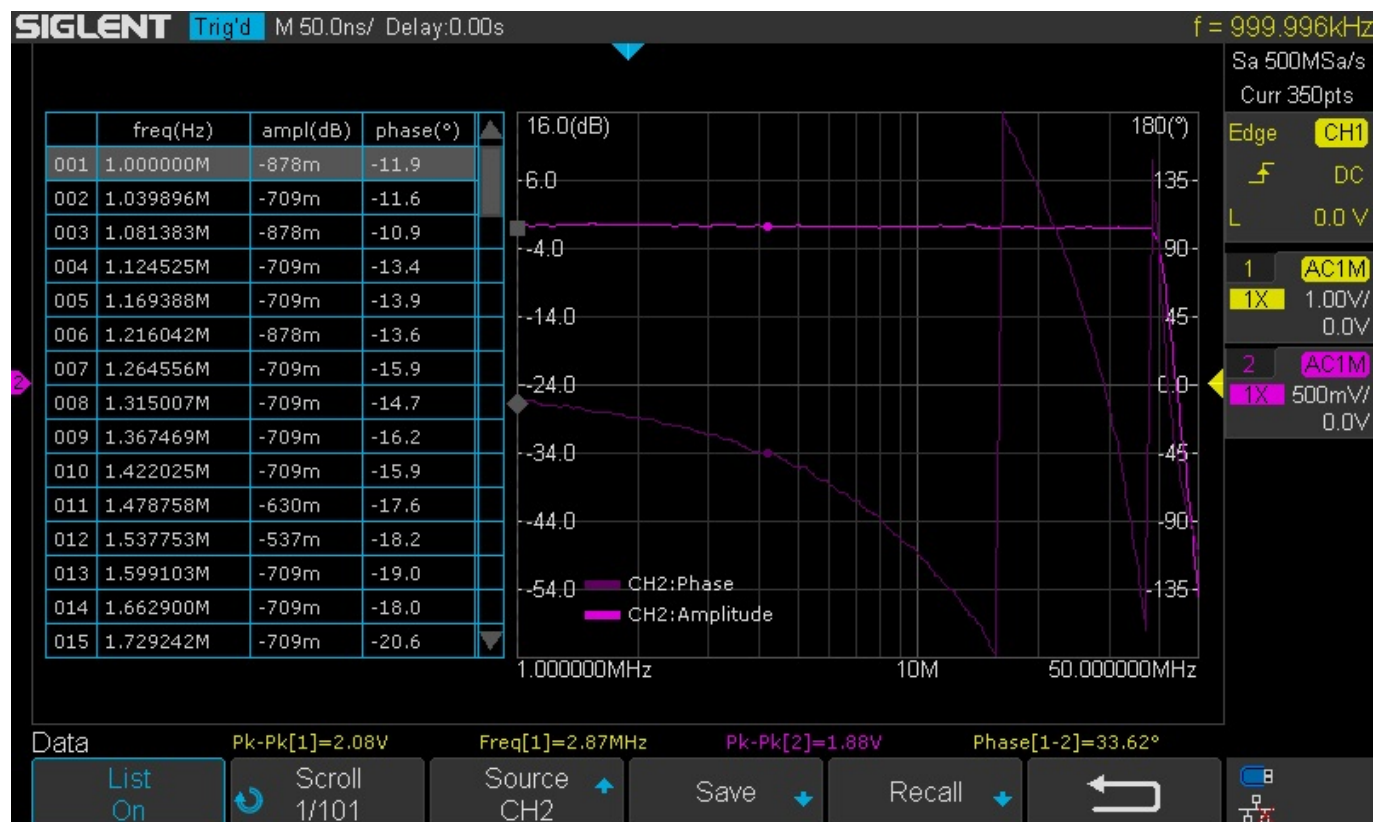 SIGLENT Trig'd M 50.0ns/ Delay:0.00s f = 999.996kHz
Sa 500MSa/s
Curr 350pts
Edge CH1
DC
L 0.0 V
1 AC1M
1X 1.00V/
0.0V
2 AC1M
1X 500mV/
0.0V
freq(Hz) ampl(dB) phase(°)
001 1.000000M -878m -11.9
002 1.039896M -709m -11.6
003 1.081383M -878m -10.9
004 1.124525M -709m -13.4
005 1.169388M -709m -13.9
006 1.216042M -878m -13.6
007 1.264556M -709m -15.9
008 1.315007M -709m -14.7
009 1.367469M -709m -16.2
010 1.422025M -709m -15.9
011 1.478758M -630m -17.6
012 1.537753M -537m -18.2
013 1.599103M -709m -19.0
014 1.662900M -709m -18.0
015 1.729242M -709m -20.6
16.0(dB) 180(°)
6.0 135
-4.0 90
-14.0 45
-24.0 0.0
-34.0 -45
-44.0 -90
-54.0 -135
CH2:Phase
CH2:Amplitude
1.000000MHz 10M 50.000000MHz
2
Data Pk-Pk[1]=2.08V Freq[1]=2.87MHz Pk-Pk[2]=1.88V Phase[1-2]=33.62°
List
On
Scroll
1/101
Source
CH2
Save
Recall